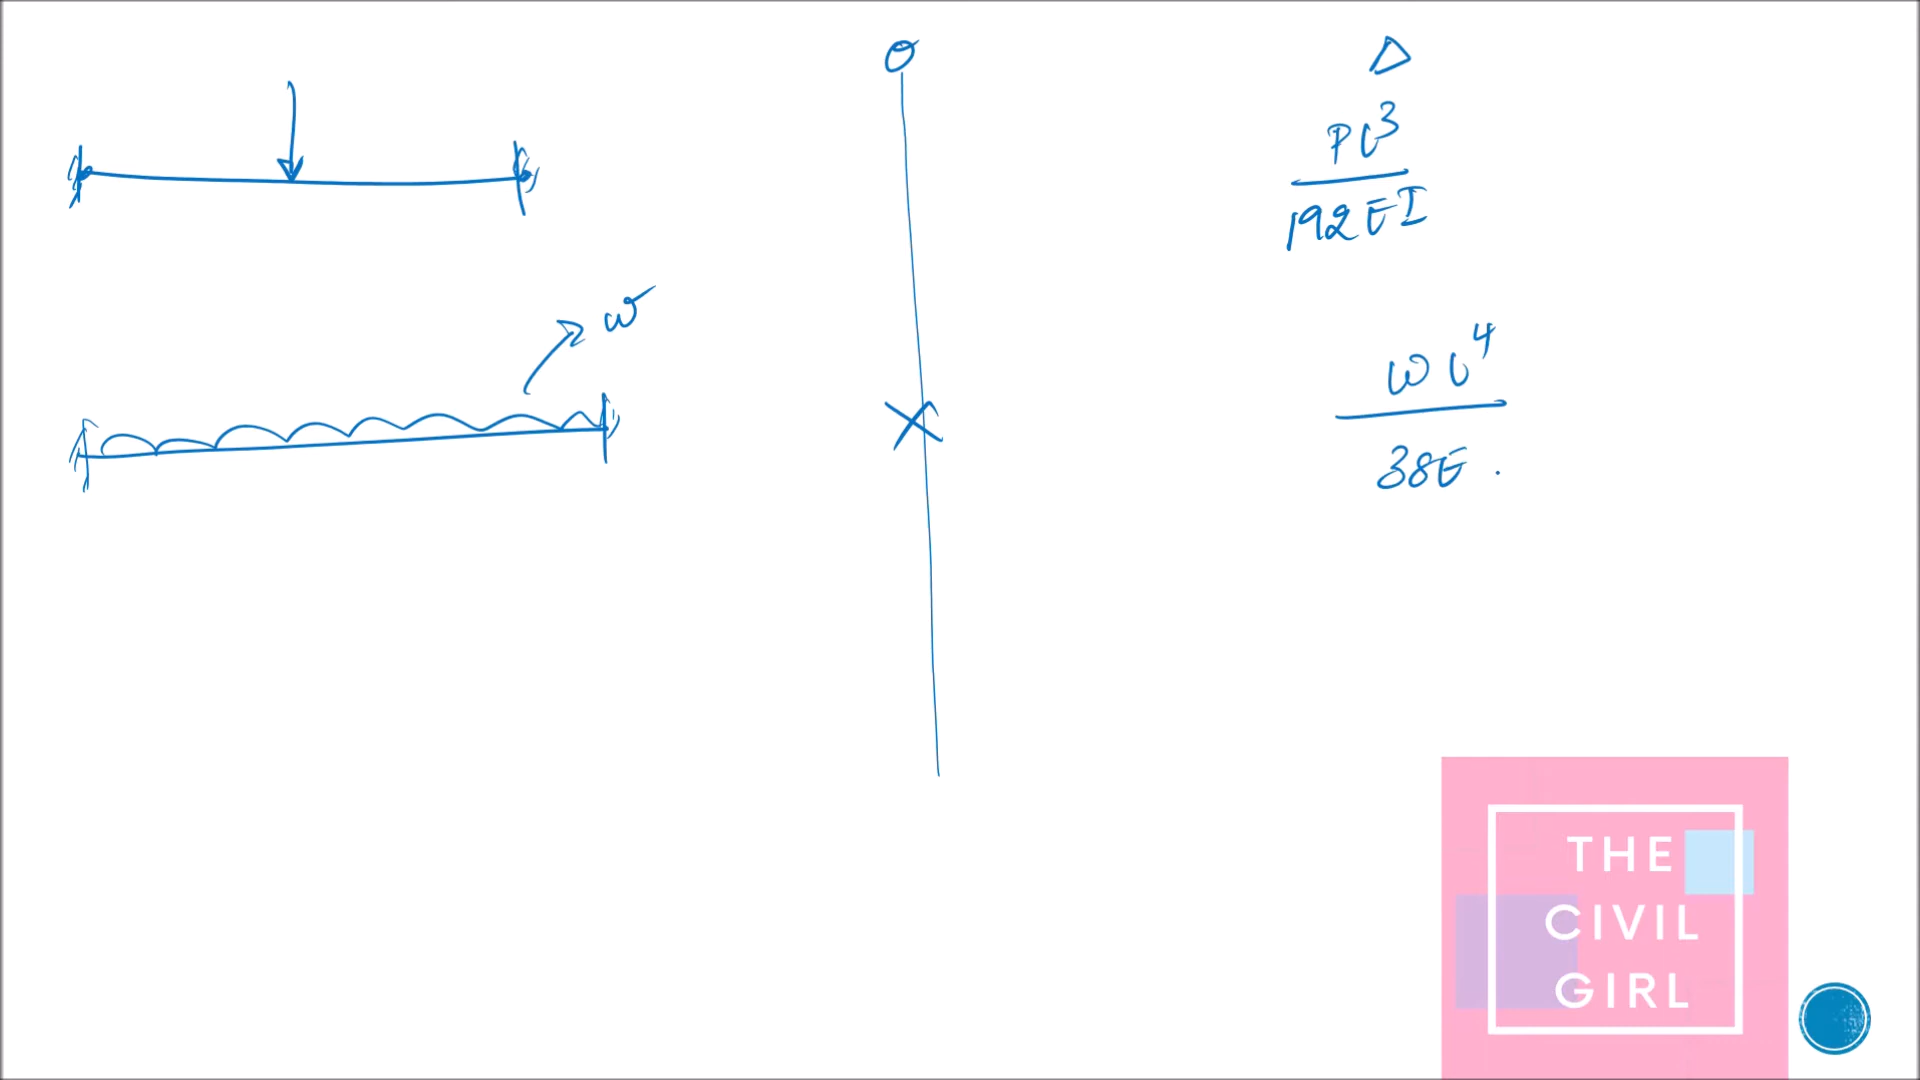 θ
Δ
Pl³
192EI
w
wl⁴
38E
THE
CIVIL
GIRL